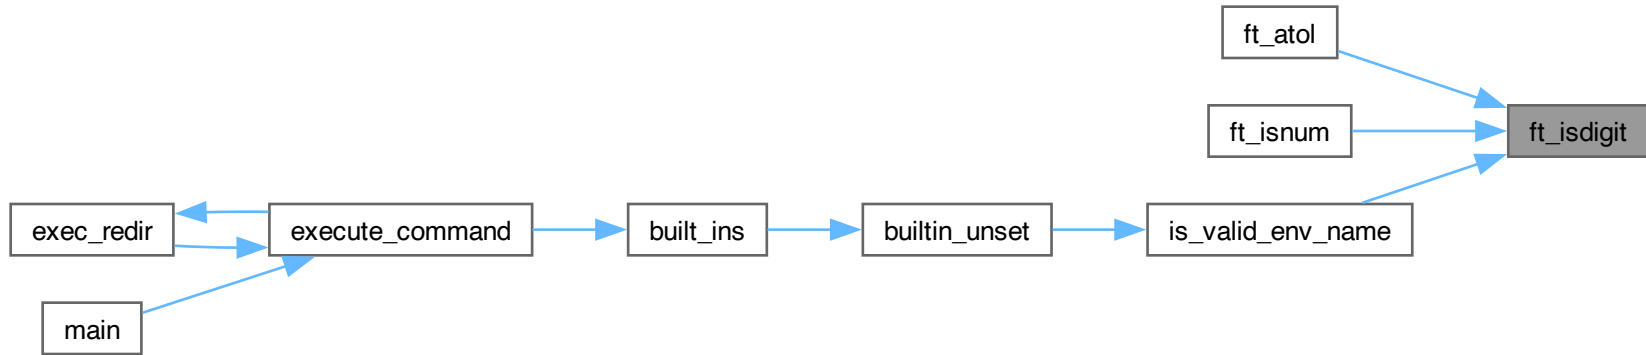 ft_atol
ft_isnum
ft_isdigit
exec_redir
execute_command
built_ins
builtin_unset
is_valid_env_name
main